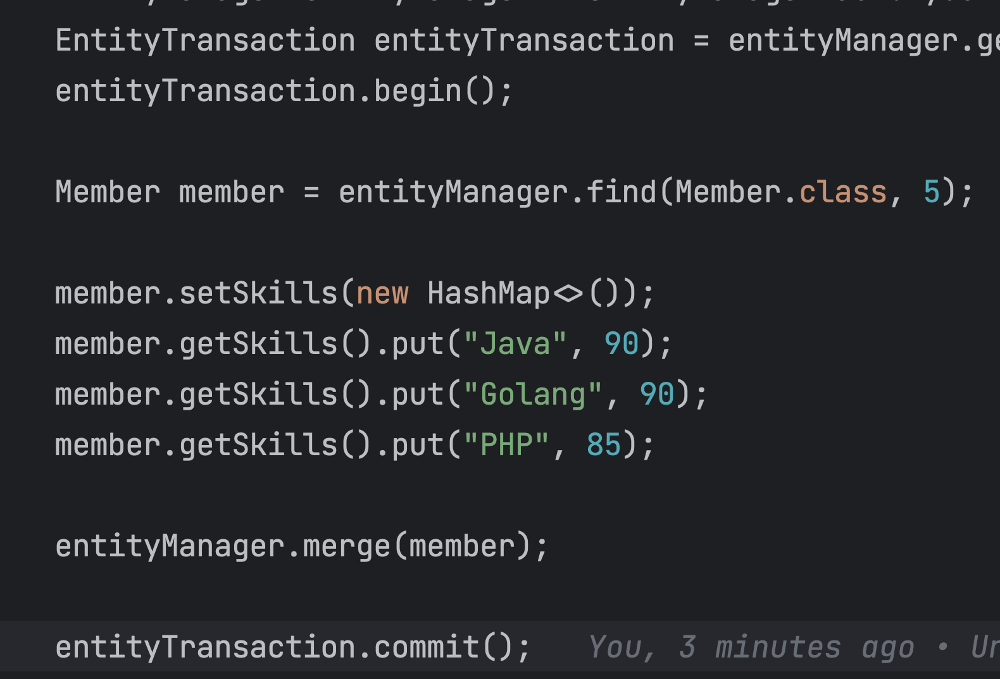 EntityTransaction entityTransaction = entityManager.ge
entityTransaction.begin();
Member member = entityManager.find(Member.class, 5);
member.setSkills(new HashMap<>());
member.getSkills().put("Java", 90);
member.getSkills().put("Golang", 90);
member.getSkills().put("PHP", 85);
entityManager.merge(member);
entityTransaction.commit(); You, 3 minutes ago • Un